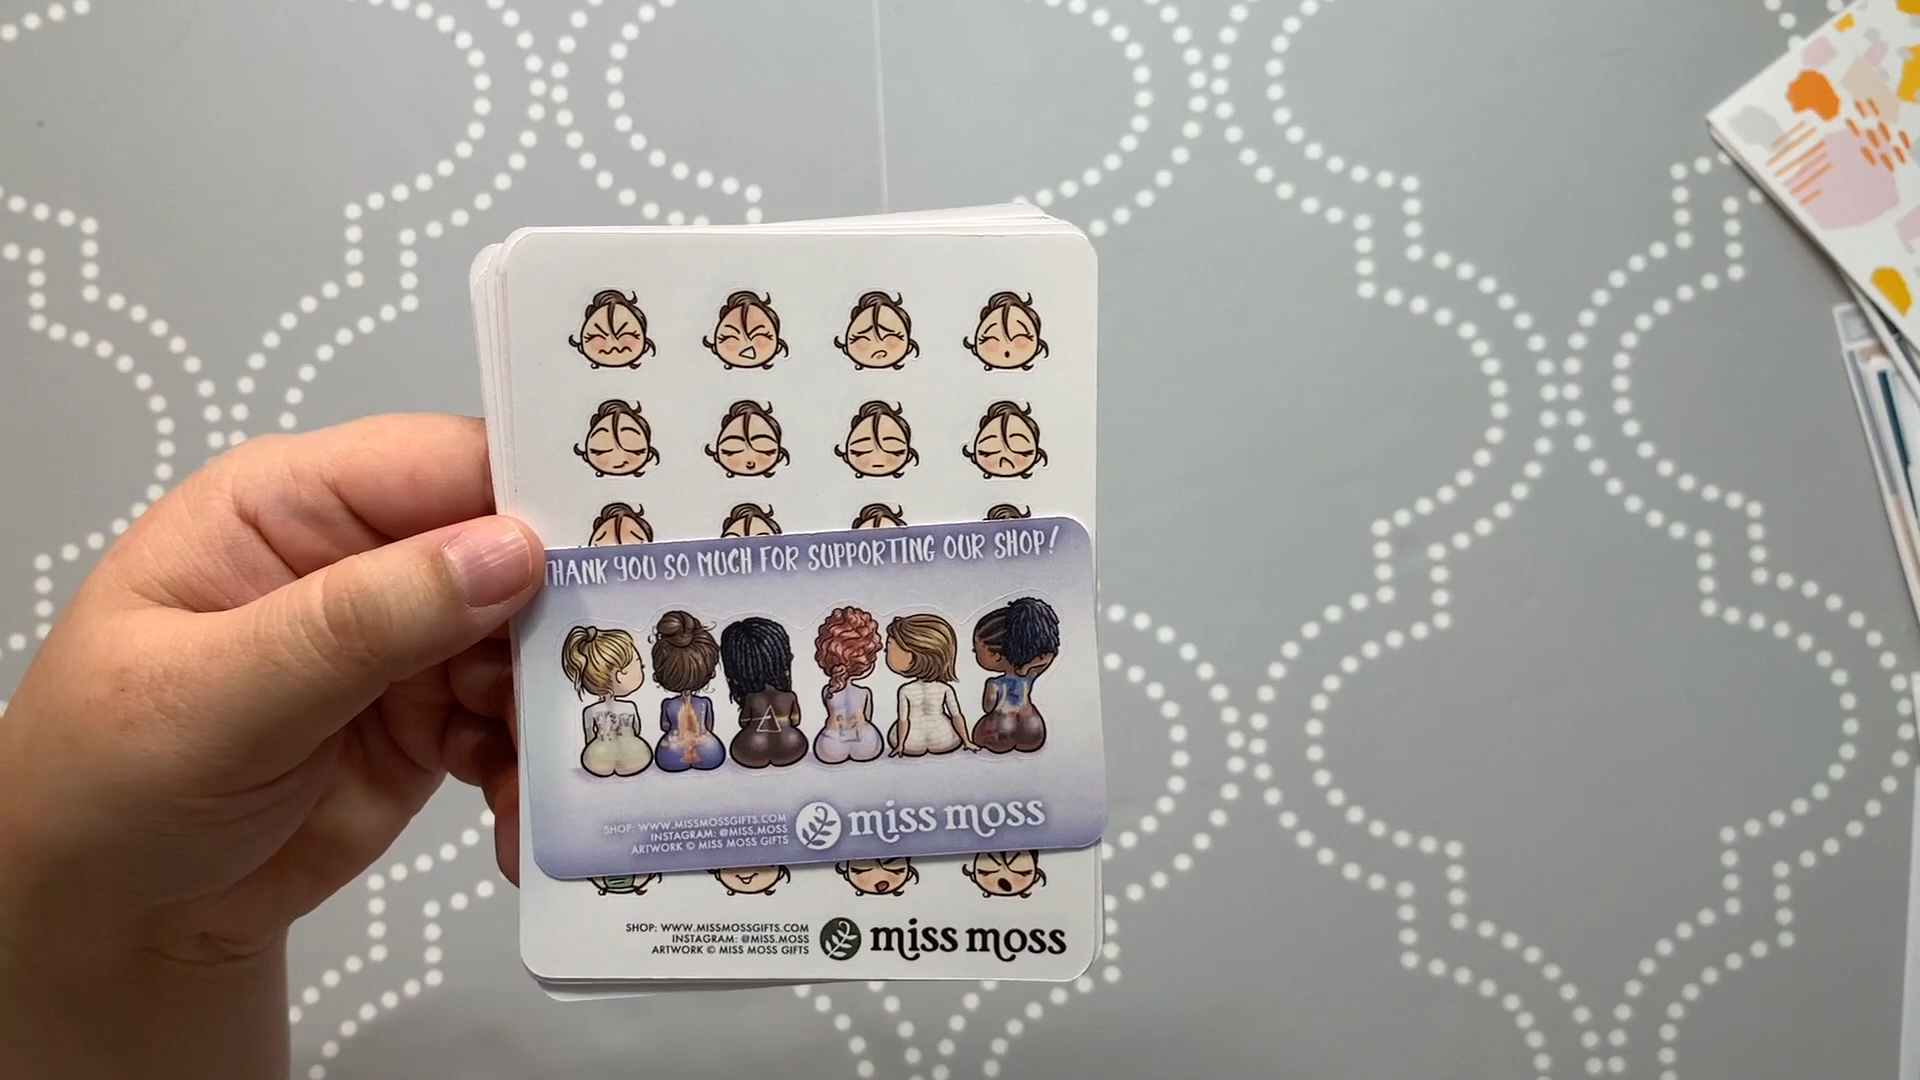 THANK YOU SO MUCH FOR SUPPORTING OUR SHOP!
SHOP: WWW.MISSMOSSGIFTS.COM
INSTAGRAM: @MISS.MOSS
ARTWORK © MISS MOSS GIFTS
miss moss
SHOP: WWW.MISSMOSSGIFTS.COM
INSTAGRAM: @MISS.MOSS
ARTWORK © MISS MOSS GIFTS
miss moss